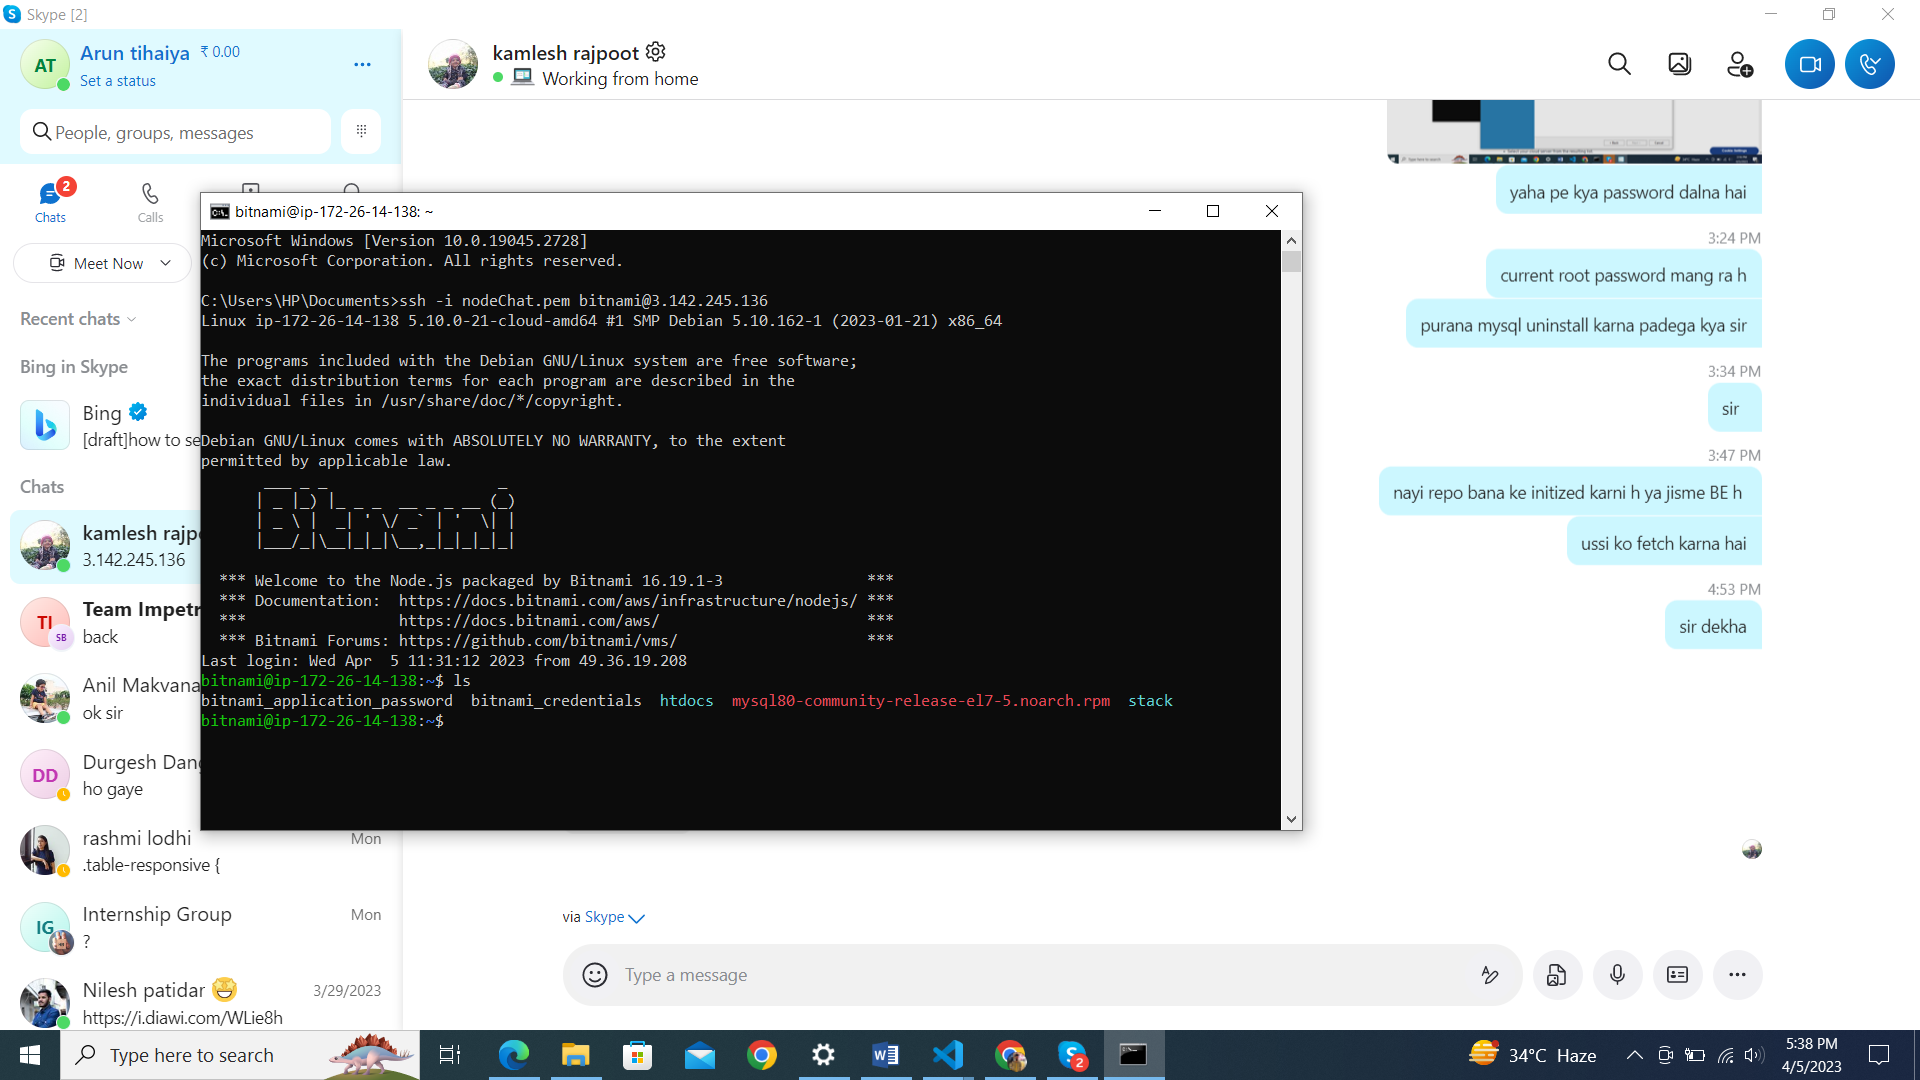 Skype [2]
AT
Arun tihaiya ₹ 0.00
Set a status
People, groups, messages
2
Chats
Calls
Meet Now
Recent chats
Bing in Skype
Bing
[draft]how to se
Chats
kamlesh rajpo
3.142.245.136
TI
SB
Team Impetr
back
Anil Makvana
ok sir
DD
Durgesh Dang
ho gaye
rashmi lodhi
Mon
.table-responsive {
IG
Internship Group
Mon
?
Nilesh patidar
3/29/2023
https://i.diawi.com/WLie8h
kamlesh rajpoot
Working from home
yaha pe kya password dalna hai
3:24 PM
current root password mang ra h
purana mysql uninstall karna padega kya sir
3:34 PM
sir
3:47 PM
nayi repo bana ke initized karni h ya jisme BE h
ussi ko fetch karna hai
4:53 PM
sir dekha
bitnami@ip-172-26-14-138: ~
Microsoft Windows [Version 10.0.19045.2728]
(c) Microsoft Corporation. All rights reserved.
C:\Users\HP\Documents>ssh -i nodeChat.pem bitnami@3.142.245.136
Linux ip-172-26-14-138 5.10.0-21-cloud-amd64 #1 SMP Debian 5.10.162-1 (2023-01-21) x86_64
The programs included with the Debian GNU/Linux system are free software;
the exact distribution terms for each program are described in the
individual files in /usr/share/doc/*/copyright.
Debian GNU/Linux comes with ABSOLUTELY NO WARRANTY, to the extent
permitted by applicable law.
Bitnami
*** Welcome to the Node.js packaged by Bitnami 16.19.1-3 ***
*** Documentation: https://docs.bitnami.com/aws/infrastructure/nodejs/ ***
*** https://docs.bitnami.com/aws/ ***
*** Bitnami Forums: https://github.com/bitnami/vms/ ***
Last login: Wed Apr 5 11:31:12 2023 from 49.36.19.208
bitnami@ip-172-26-14-138:~$ ls
bitnami_application_password bitnami_credentials htdocs mysql80-community-release-el7-5.noarch.rpm stack
bitnami@ip-172-26-14-138:~$
via Skype
Type a message
Type here to search
2
34°C Haze
5:38 PM
4/5/2023